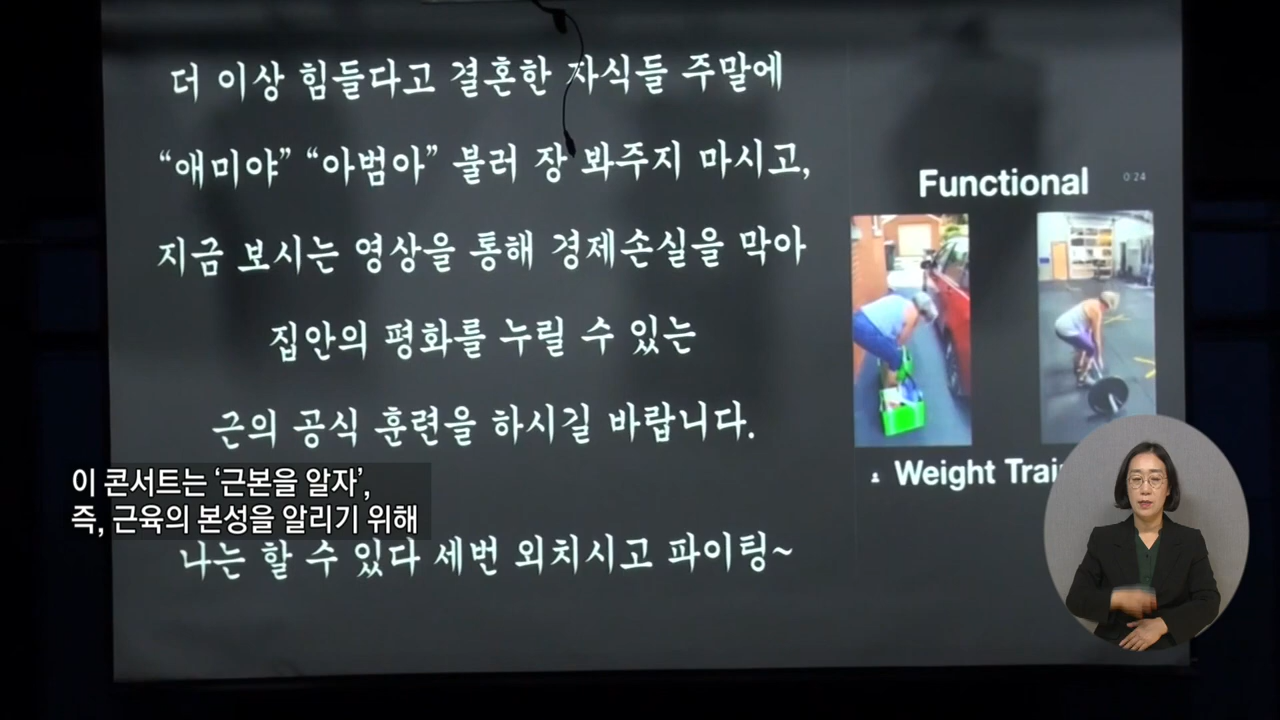 더 이상 힘들다고 결혼한 자식들 주말에
“애미야” “아범아” 불러 장 봐주지 마시고,
지금 보시는 영상을 통해 경제손실을 막아
집안의 평화를 누릴 수 있는
근의 공식 훈련을 하시길 바랍니다.
나는 할 수 있다 세번 외치시고 파이팅~
Functional
0:24
Weight Trai
이 콘서트는 ‘근본을 알자’,
즉, 근육의 본성을 알리기 위해